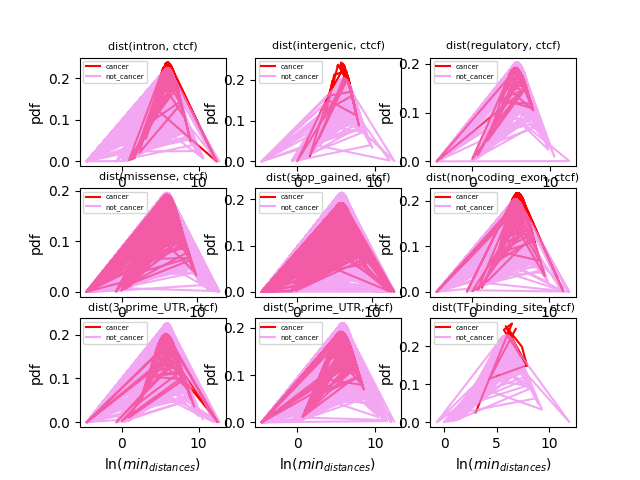 dist(intron, ctcf) dist(intergenic, ctcf) dist(regulatory, ctcf)
cancer cancer cancer
not_cancer not_cancer not_cancer
0.2 0.2 0.2
pdf pdf pdf
0.1 0.1 0.1
0.0 0.0 0.0
0 10 0 10 0 10
dist(missense, ctcf) dist(stop_gained, ctcf) dist(non_coding_exon, ctcf)
cancer cancer cancer
not_cancer not_cancer not_cancer
0.2 0.2 0.2
pdf pdf pdf
0.1 0.1 0.1
0.0 0.0 0.0
0 10 0 10 0 10
dist(3_prime_UTR, ctcf) dist(5_prime_UTR, ctcf) dist(TF_binding_site, ctcf)
cancer cancer cancer
not_cancer not_cancer not_cancer
0.2 0.2 0.2
pdf pdf pdf
0.1 0.1 0.1
0.0 0.0 0.0
0 10 0 10 0 5 10
ln(min_distances) ln(min_distances) ln(min_distances)